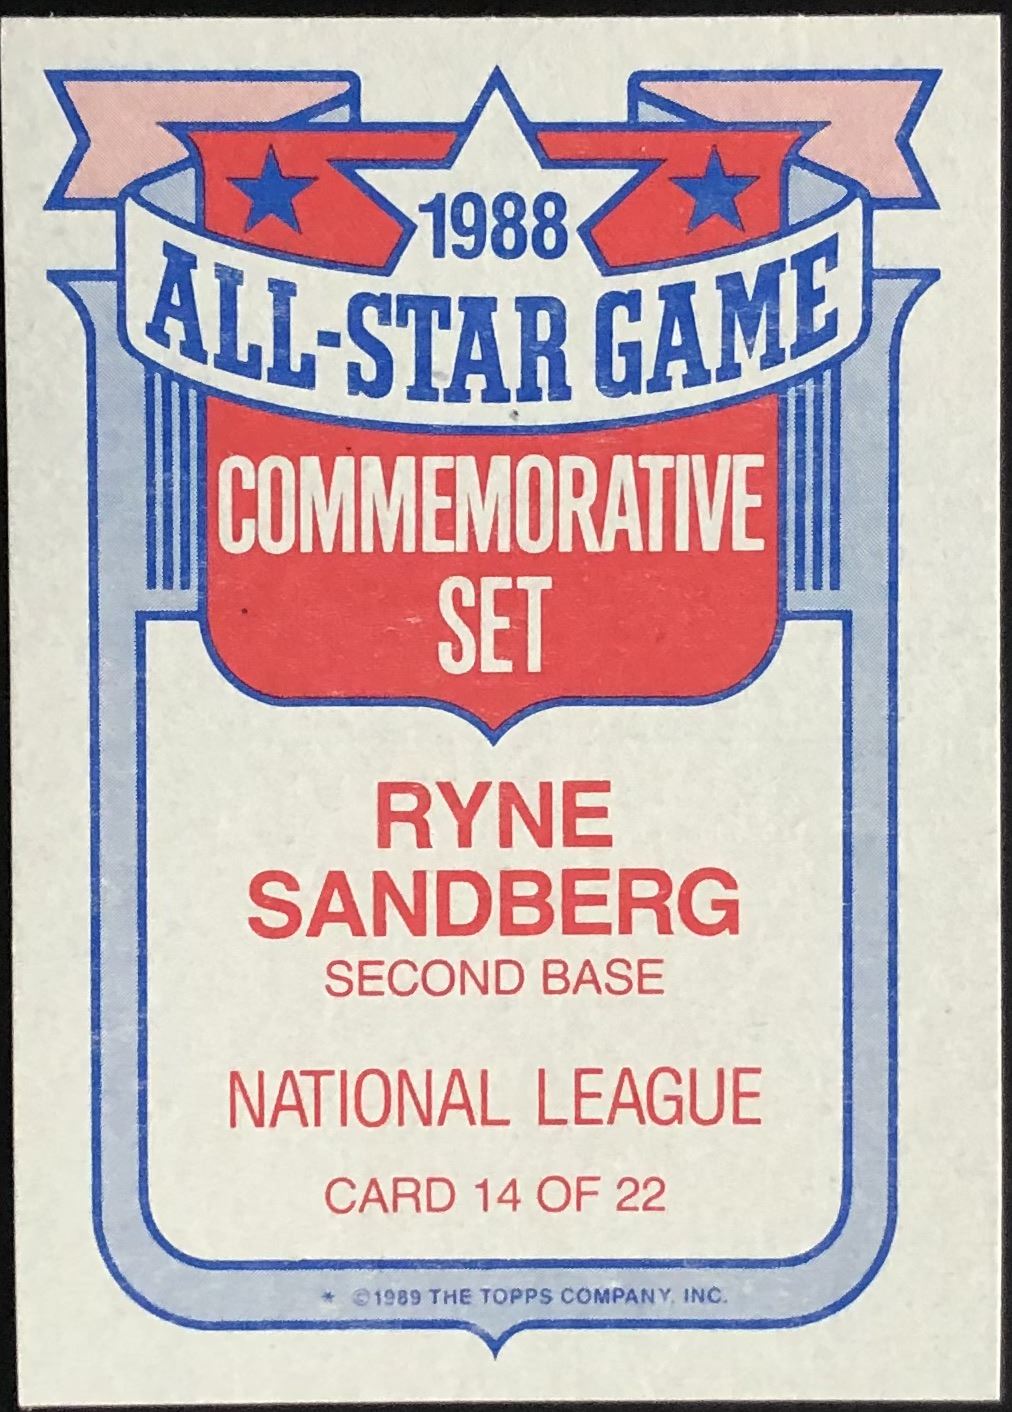 1988
ALL-STAR GAME
COMMEMORATIVE
SET
RYNE
SANDBERG
SECOND BASE
NATIONAL LEAGUE
CARD 14 OF 22
* ©1989 THE TOPPS COMPANY, INC.